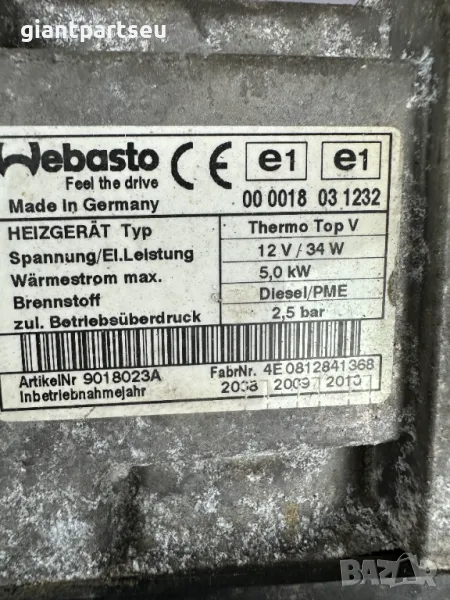 giantpartseu
Webasto
Feel the drive
CE e1 e1
Made in Germany 00 0018 03 1232
HEIZGERÄT Typ Thermo Top V
Spannung/El.Leistung 12 V / 34 W
Wärmestrom max. 5,0 kW
Brennstoff Diesel/PME
zul. Betriebsüberdruck 2,5 bar
ArtikelNr 9018023A FabrNr. 4E 0812841368
Inbetriebnahmejahr 2008 2009 2010
BAZAR